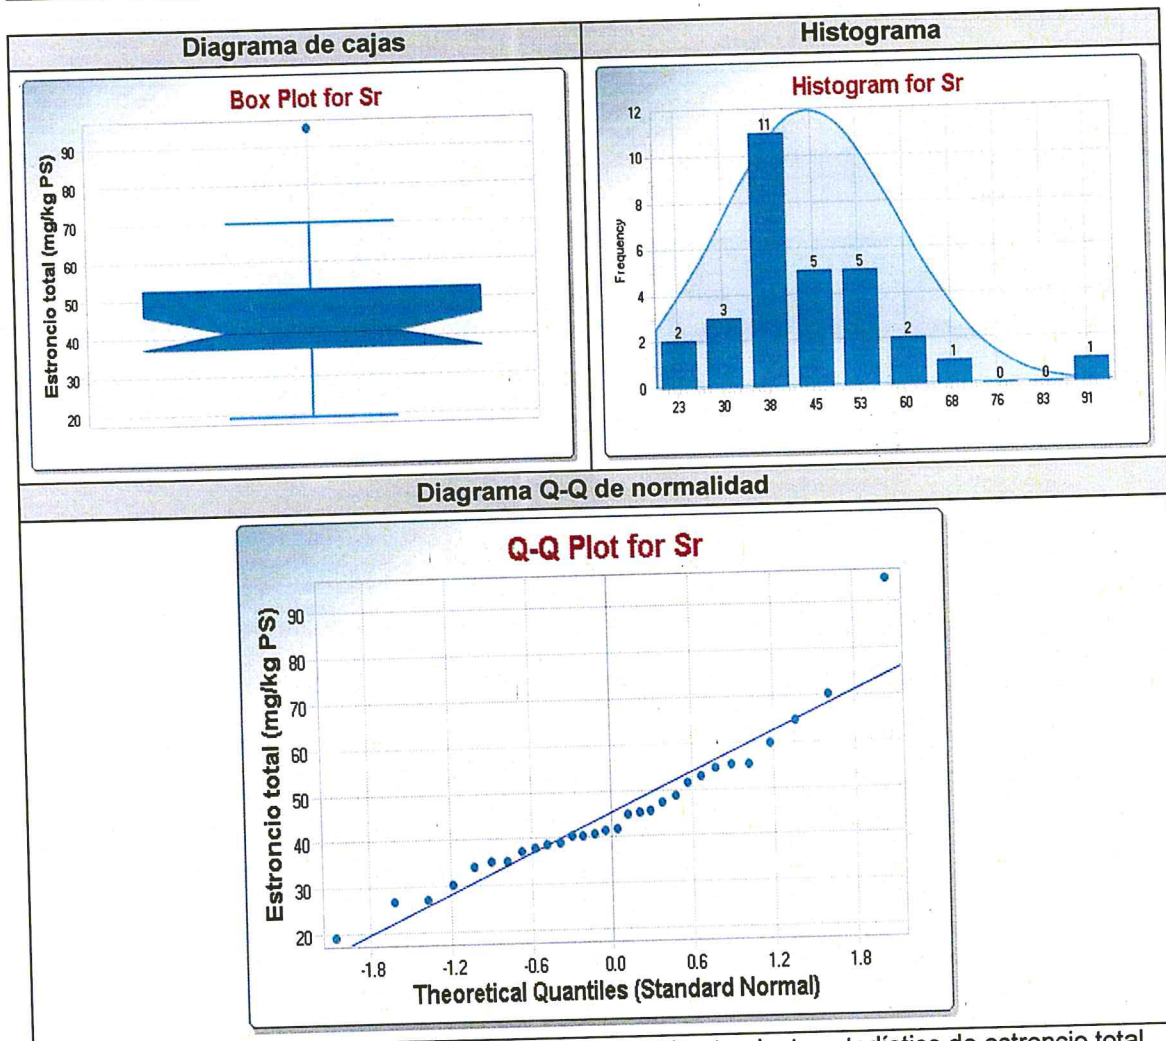 Diagrama de cajas
Histograma
Box Plot for Sr
Estroncio total (mg/kg PS)
90
80
70
60
50
40
30
20
Histogram for Sr
Frequency
12
10
8
6
4
2
0
2
3
11
5
5
2
1
0
0
1
23 30 38 45 53 60 68 76 83 91
Diagrama Q-Q de normalidad
Q-Q Plot for Sr
Estroncio total (mg/kg PS)
90
80
70
60
50
40
30
20
-1.8 -1.2 -0.6 0.0 0.6 1.2 1.8
Theoretical Quantiles (Standard Normal)
de estroncio total